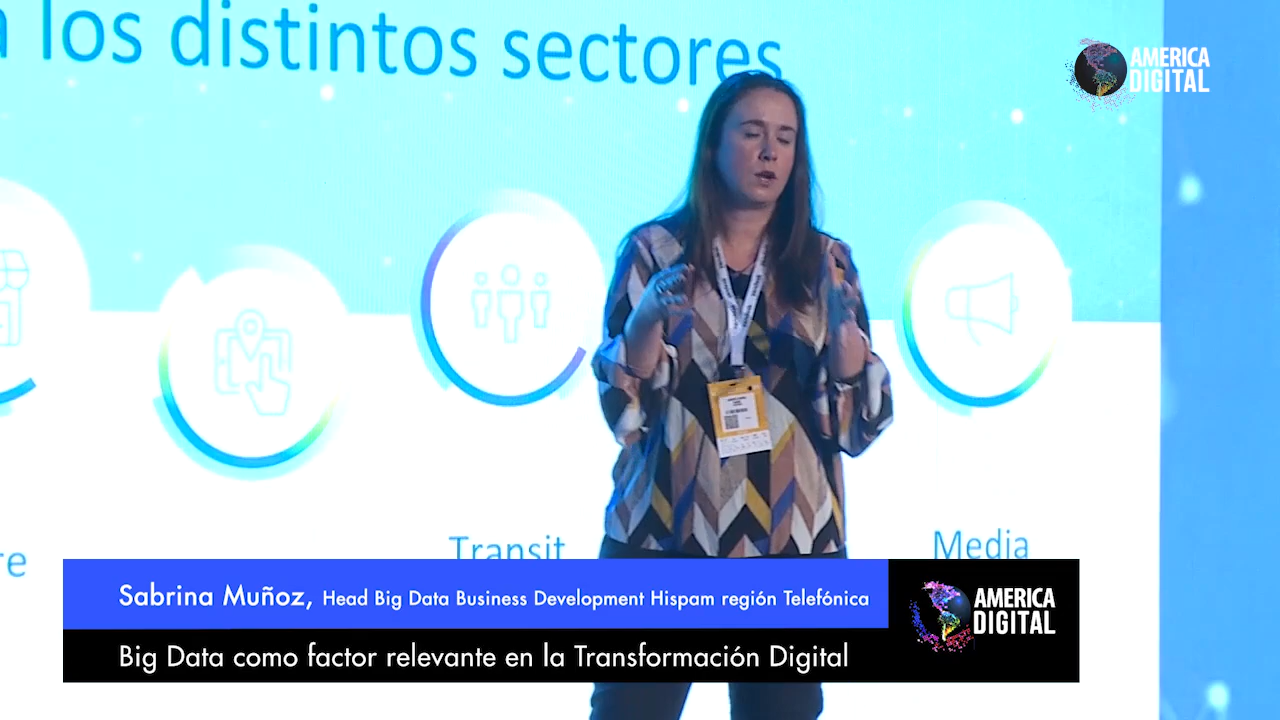 los distintos sectores
AMERICA
DIGITAL
re
Transit
Media
Sabrina Muñoz, Head Big Data Business Development Hispam región Telefónica
Big Data como factor relevante en la Transformación Digital
AMERICA
DIGITAL